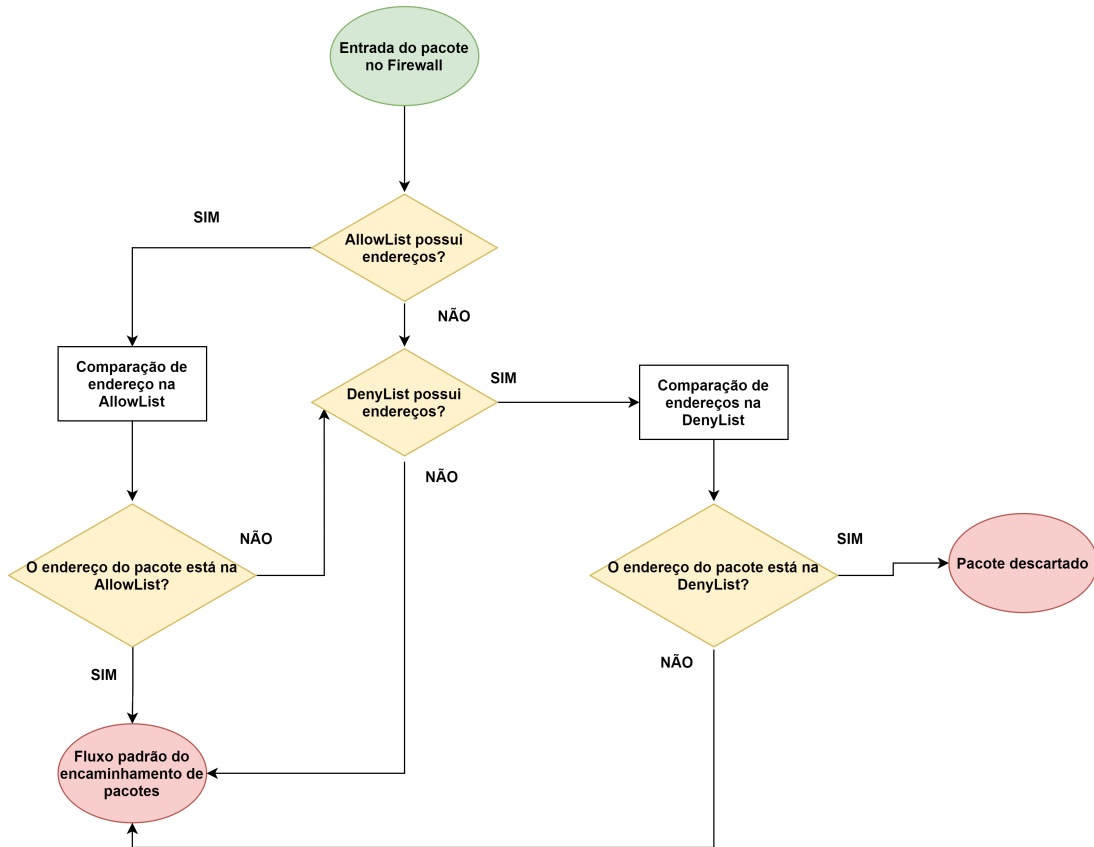 Entrada do pacote
no Firewall
SIM
AllowList possui
endereços?
NÃO
Comparação de
endereço na
AllowList
DenyList possui
endereços?
SIM
Comparação de
endereços na
DenyList
NÃO
NÃO
O endereço do pacote está na
AllowList?
O endereço do pacote está na
DenyList?
SIM
Pacote descartado
SIM
NÃO
Fluxo padrão do
encaminhamento de
pacotes